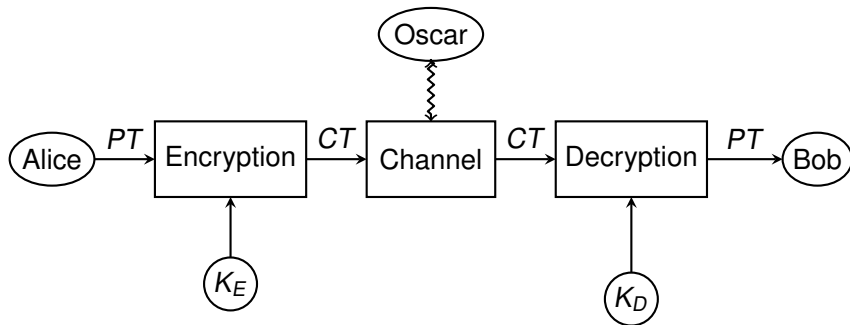 Oscar
Alice
PT
Encryption
CT
Channel
CT
Decryption
PT
Bob
K_E
K_D